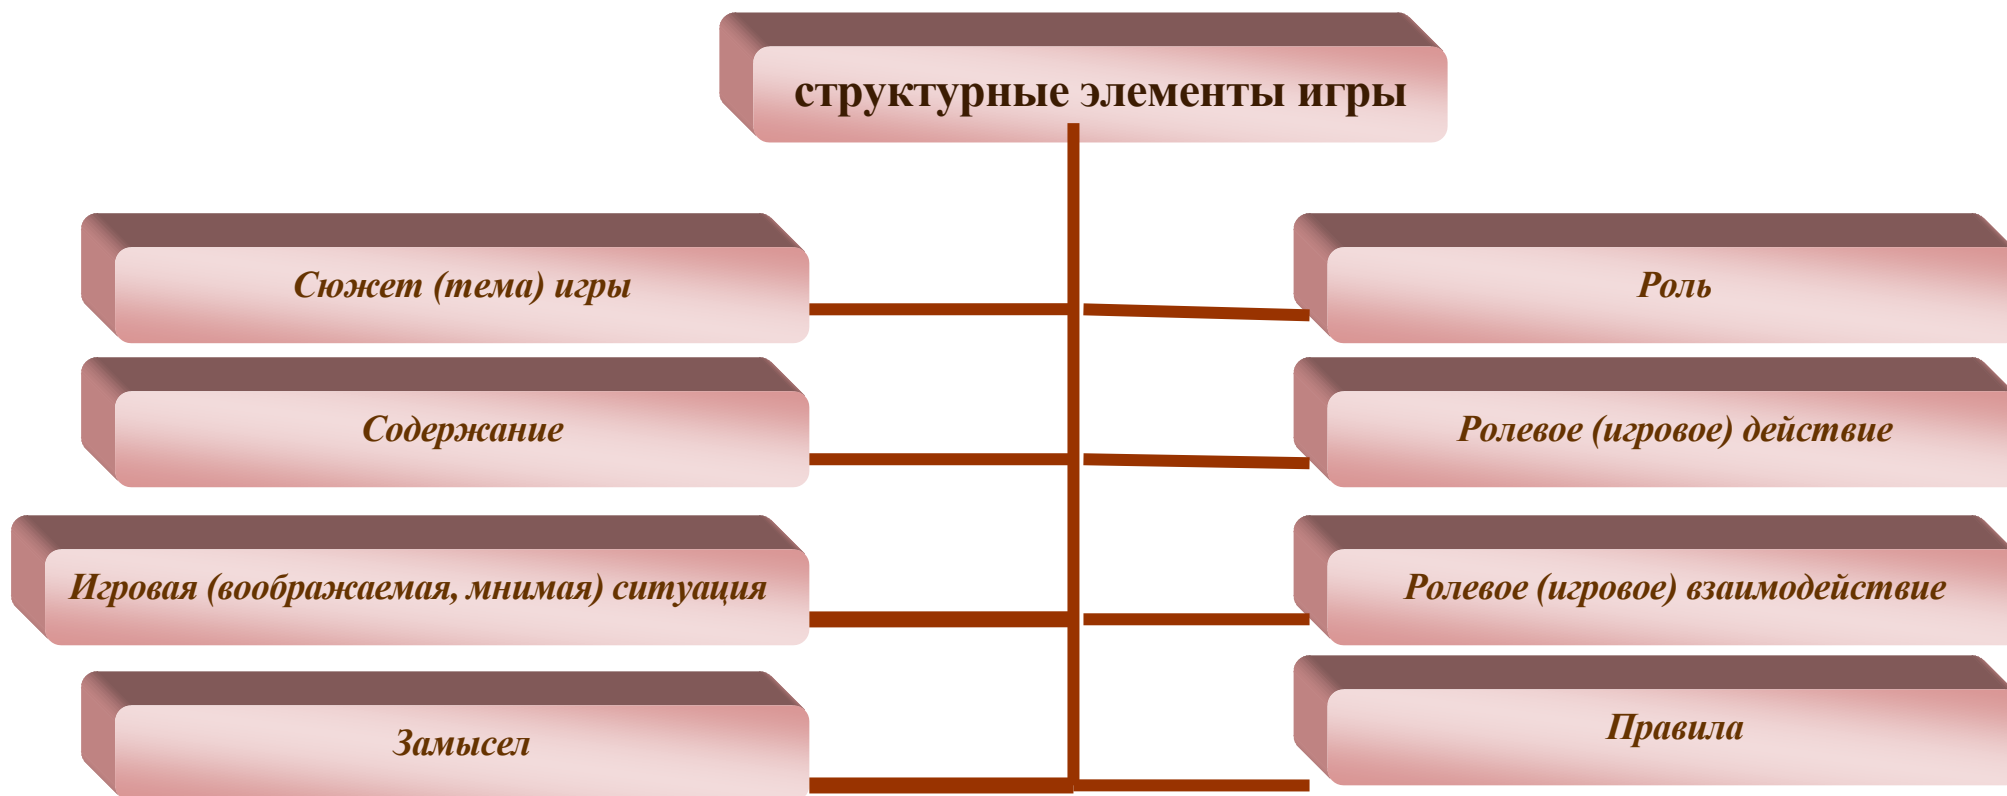 структурные элементы игры
Сюжет (тема) игры
Роль
Содержание
Ролевое (игровое) действие
Игровая (воображаемая, мнимая) ситуация
Ролевое (игровое) взаимодействие
Замысел
Правила